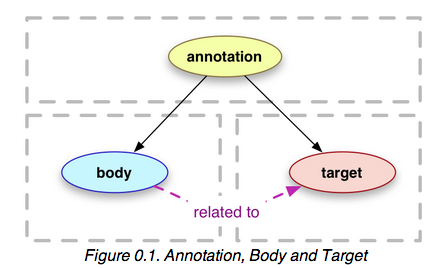 annotation
body
target
related to
Figure 0.1. Annotation, Body and Target